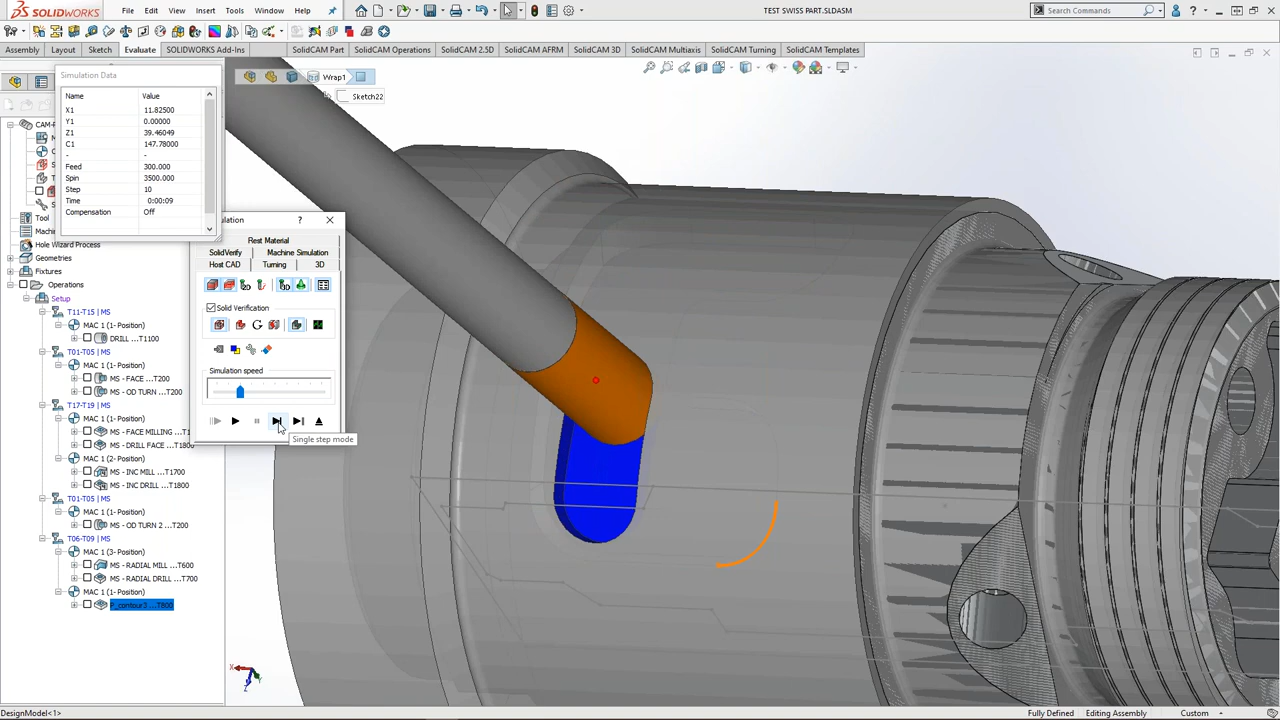 SOLIDWORKS File Edit View Insert Tools Window Help TEST SWISS PART.SLDASM Search Commands
Assembly Layout Sketch Evaluate SOLIDWORKS Add-Ins SolidCAM Part SolidCAM Operations SolidCAM 2.5D SolidCAM AFRM SolidCAM 3D SolidCAM Multiaxis SolidCAM Turning SolidCAM Templates
Simulation Data
Wrap1
Sketch22
Name Value
X1 11.82500
Y1 0.00000
Z1 39.46049
C1 147.78000
- -
Feed 300.000
Spin 3500.000
Step 10
Time 0:00:09
Compensation Off
Tool
Hole Wizard Process
Geometries
Fixtures
Operations
Setup
T11-T15 | MS
MAC 1 (1- Position)
DRILL ...T1100
T01-T05 | MS
MAC 1 (1- Position)
MS - FACE ...T200
MS - OD TURN ...T200
T17-T19 | MS
MAC 1 (1- Position)
MS - FACE MILLING ...T1
MS - DRILL FACE ...T1800
MAC 1 (2- Position)
MS - INC MILL ...T1700
MS - INC DRILL ...T1800
T01-T05 | MS
MAC 1 (1- Position)
MS - OD TURN 2 ...T200
T06-T09 | MS
MAC 1 (3- Position)
MS - RADIAL MILL ...T600
MS - RADIAL DRILL ...T700
MAC 1 (1- Position)
P_contour3 ...T800
ulation ?
Rest Material
SolidVerify Machine Simulation
Host CAD Turning 3D
Solid Verification
Simulation speed
Single step mode
X
Y
Z
DesignModel<1> Fully Defined Editing Assembly Custom